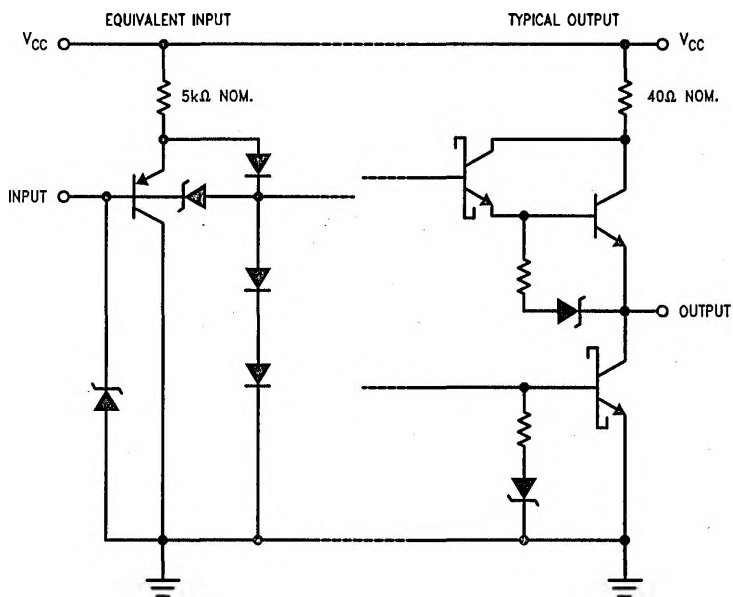 EQUIVALENT INPUT
TYPICAL OUTPUT
VCC
VCC
5kΩ NOM.
40Ω NOM.
INPUT
OUTPUT